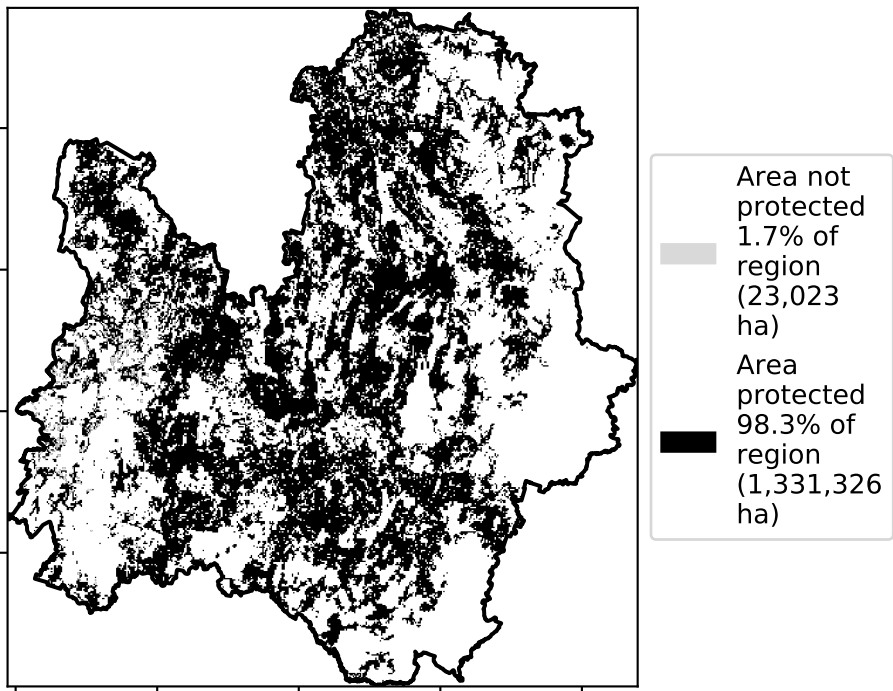 Area not
protected
1.7% of
region
(23,023
ha)
Area
protected
98.3% of
region
(1,331,326
ha)